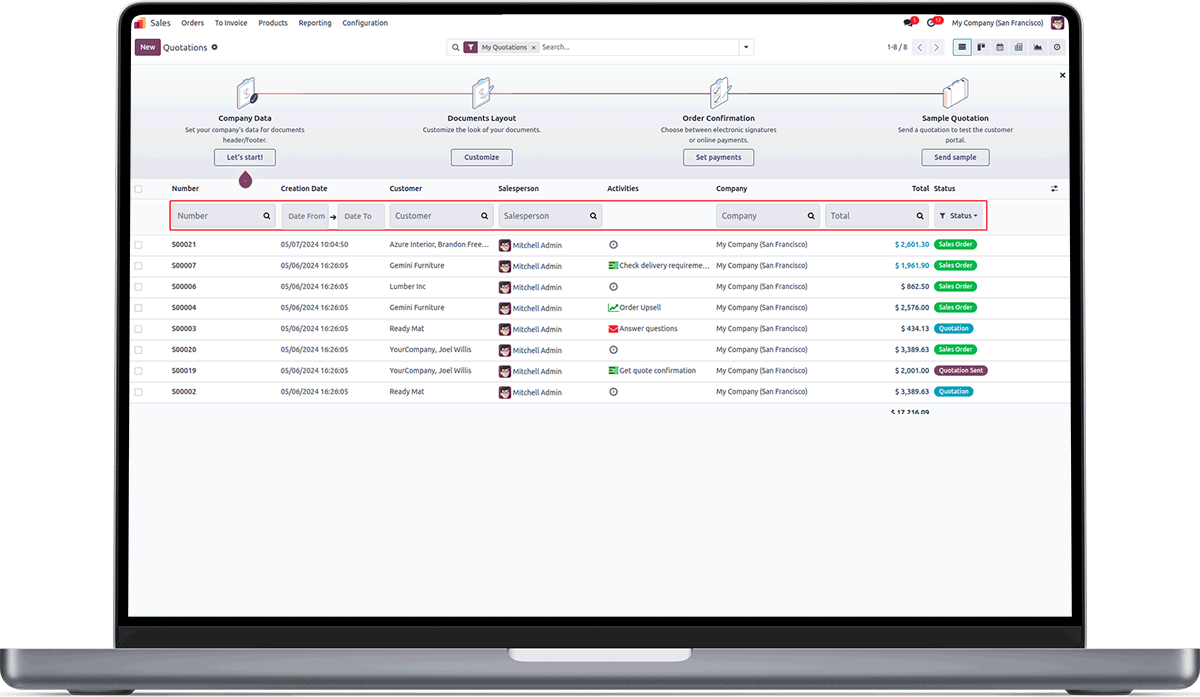 Sales Orders To Invoice Products Reporting Configuration 5 12 My Company (San Francisco)
New Quotations My Quotations × Search... 1-8 / 8
Company Data Documents Layout Order Confirmation Sample Quotation
Set your company's data for documents Customize the look of your documents. Choose between electronic signatures Send a quotation to test the customer
header/footer. or online payments. portal.
Let's start! Customize Set payments Send sample
Number Creation Date Customer Salesperson Activities Company Total Status
Number Date From → Date To Customer Salesperson Company Total Status
S00021 05/07/2024 10:04:50 Azure Interior, Brandon Free... Mitchell Admin My Company (San Francisco) $ 2,601.30 Sales Order
S00007 05/06/2024 16:26:05 Gemini Furniture Mitchell Admin Check delivery requireme... My Company (San Francisco) $ 1,961.90 Sales Order
S00006 05/06/2024 16:26:05 Lumber Inc Mitchell Admin My Company (San Francisco) $ 862.50 Sales Order
S00004 05/06/2024 16:26:05 Gemini Furniture Mitchell Admin Order Upsell My Company (San Francisco) $ 2,576.00 Sales Order
S00003 05/06/2024 16:26:05 Ready Mat Mitchell Admin Answer questions My Company (San Francisco) $ 434.13 Quotation
S00020 05/06/2024 16:26:05 YourCompany, Joel Willis Mitchell Admin My Company (San Francisco) $ 3,389.63 Sales Order
S00019 05/06/2024 16:26:05 YourCompany, Joel Willis Mitchell Admin Get quote confirmation My Company (San Francisco) $ 2,001.00 Quotation Sent
S00002 05/06/2024 16:26:05 Ready Mat Mitchell Admin My Company (San Francisco) $ 3,389.63 Quotation
$ 17,216.09